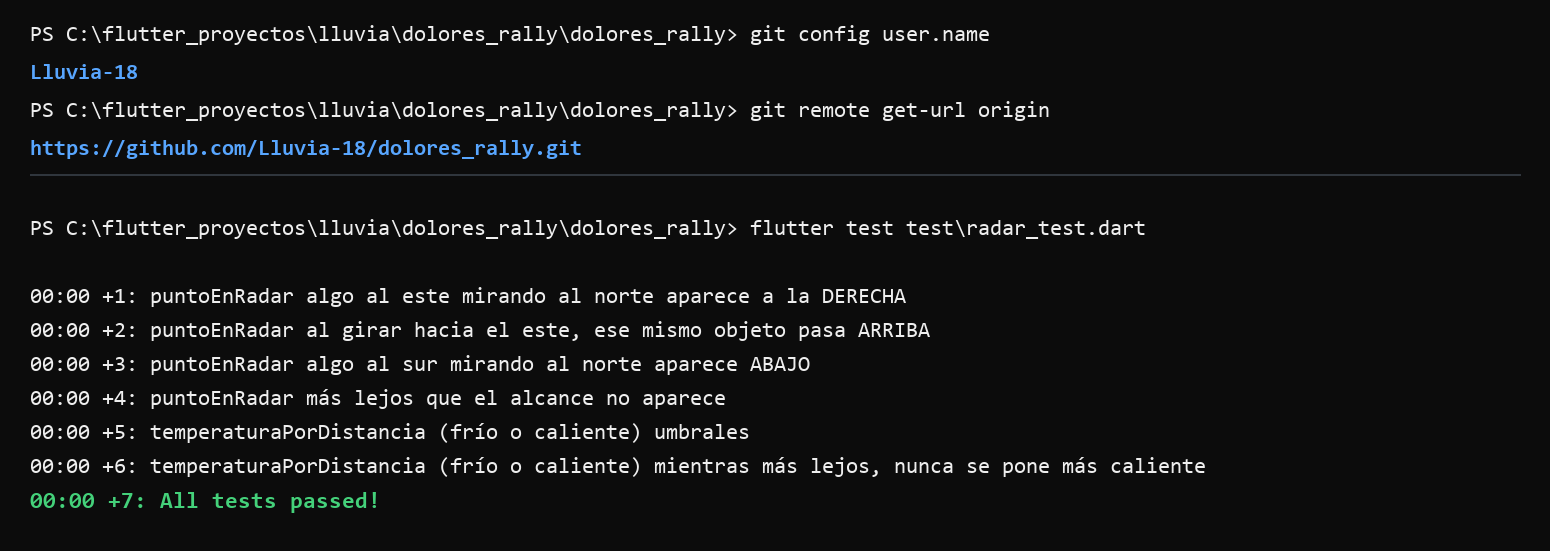 PS C:\flutter_proyectos\lluvia\dolores_rally\dolores_rally> git config user.name
Lluvia-18
PS C:\flutter_proyectos\lluvia\dolores_rally\dolores_rally> git remote get-url origin
https://github.com/Lluvia-18/dolores_rally.git
PS C:\flutter_proyectos\lluvia\dolores_rally\dolores_rally> flutter test test\radar_test.dart
00:00 +1: puntoEnRadar algo al este mirando al norte aparece a la DERECHA
00:00 +2: puntoEnRadar al girar hacia el este, ese mismo objeto pasa ARRIBA
00:00 +3: puntoEnRadar algo al sur mirando al norte aparece ABAJO
00:00 +4: puntoEnRadar más lejos que el alcance no aparece
00:00 +5: temperaturaPorDistancia (frío o caliente) umbrales
00:00 +6: temperaturaPorDistancia (frío o caliente) mientras más lejos, nunca se pone más caliente
00:00 +7: All tests passed!